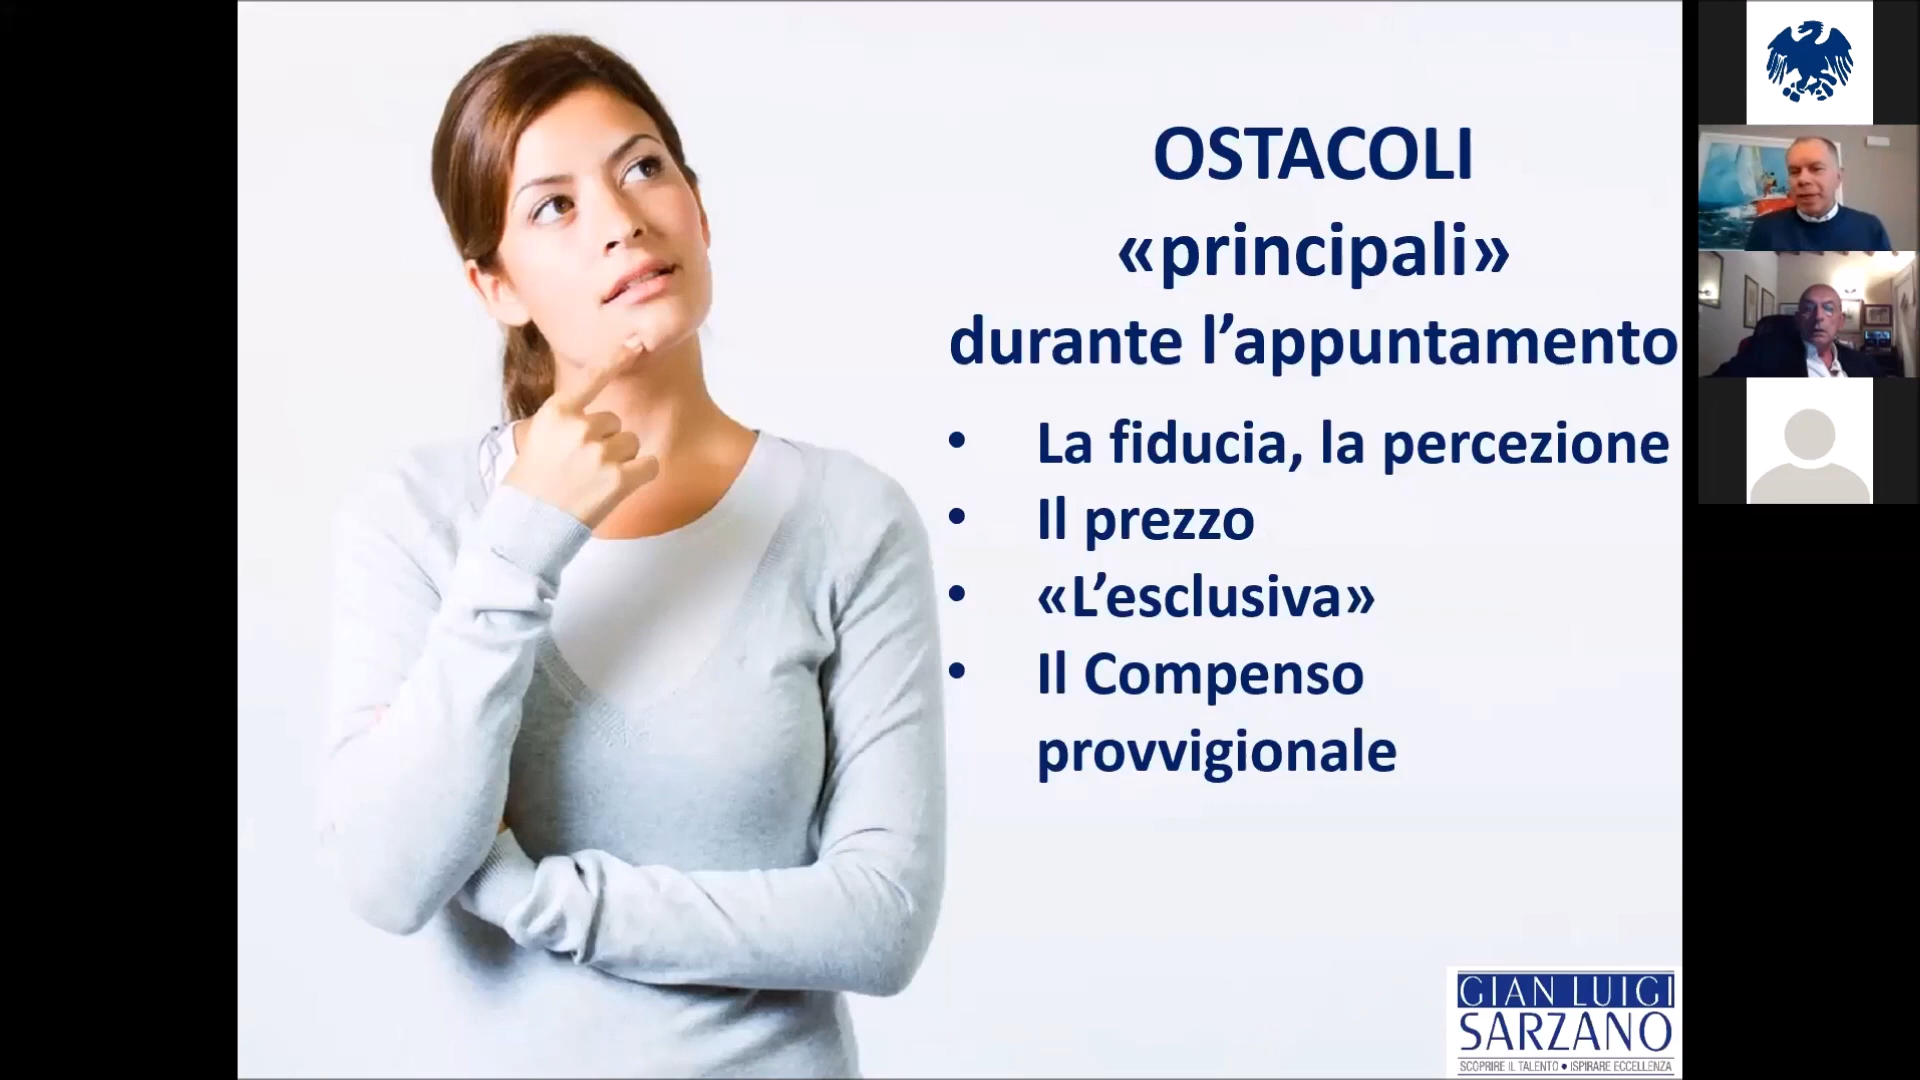 OSTACOLI
«principali»
durante l’appuntamento
• La fiducia, la percezione
• Il prezzo
• «L’esclusiva»
• Il Compenso
provvigionale
GIAN LUIGI
SARZANO
SCOPRIRE IL TALENTO • ISPIRARE ECCELLENZA